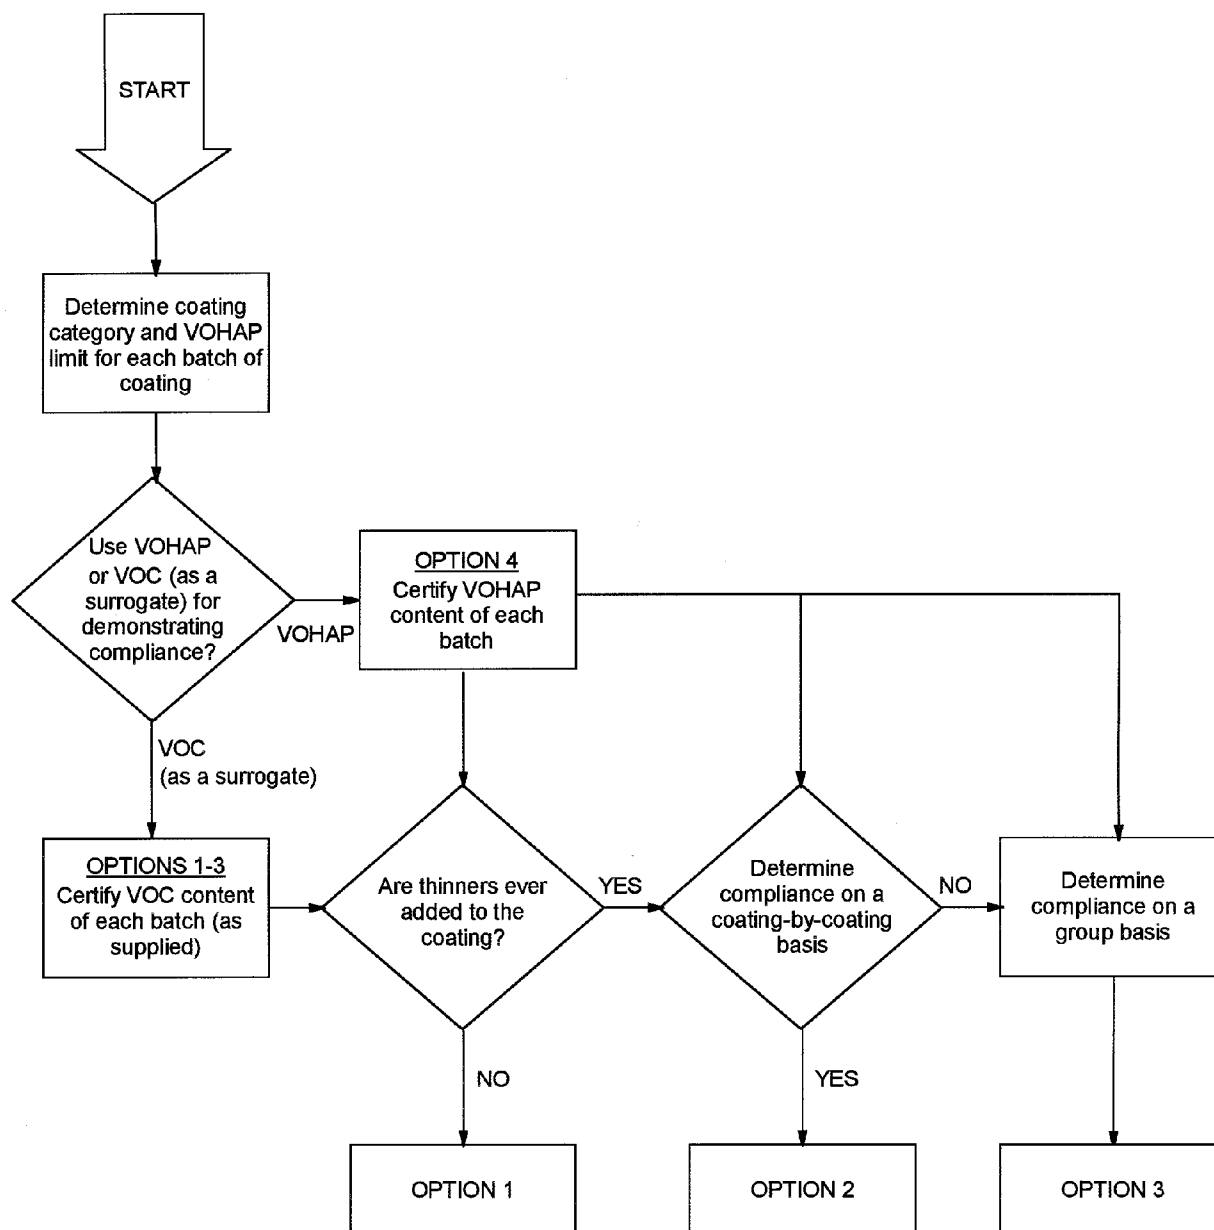 START
Determine coating
category and VOHAP
limit for each batch of
coating
Use VOHAP
or VOC (as a
surrogate) for
demonstrating
compliance?
VOHAP
OPTION 4
Certify VOHAP
content of each
batch
VOC
(as a surrogate)
OPTIONS 1-3
Certify VOC content
of each batch (as
supplied)
Are thinners ever
added to the
coating?
YES
Determine
compliance on a
coating-by-coating
basis
NO
Determine
compliance on a
group basis
NO
YES
OPTION 1
OPTION 2
OPTION 3